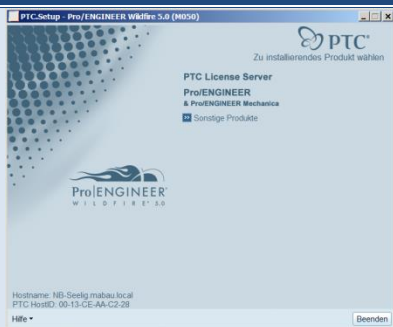 PTC.Setup - Pro/ENGINEER Wildfire 5.0 (M050)
PTC®
Zu installierendes Produkt wählen
PTC License Server
Pro/ENGINEER
& Pro/ENGINEER Mechanica
Sonstige Produkte
Pro|ENGINEER®
WILDFIRE® 5.0
Hostname: NB-Seelig.mabau.local
PTC HostID: 00-13-CE-AA-C2-28
Hilfe
Beenden